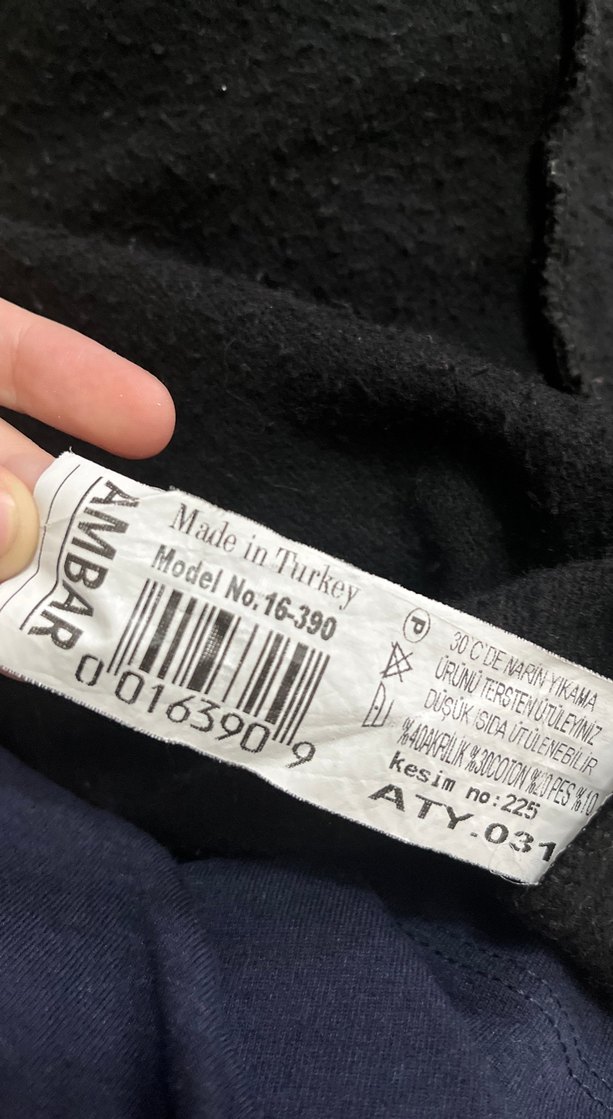 AMBAR
Made in Turkey
Model No.16-390
0 016390 9
P
30°C'DE NARİN YIKAMA
ÜRÜNÜ TERSTEN ÜTÜLEYİNİZ
DÜŞÜK ISIDA ÜTÜLENEBİLİR
%40AKRİLİK %30COTON %20 PES %10
kesim no:225
ATY.031